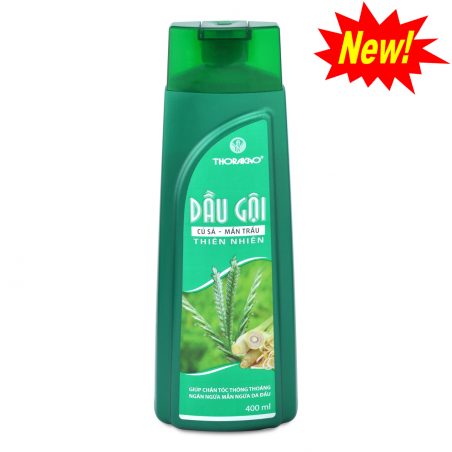 New!
THORAKAO
DẦU GỘI
CỦ SẢ - MẦN TRẦU
THIÊN NHIÊN
GIÚP CHÂN TÓC THÔNG THOÁNG
NGĂN NGỪA MẨN NGỨA DA ĐẦU
400 ml